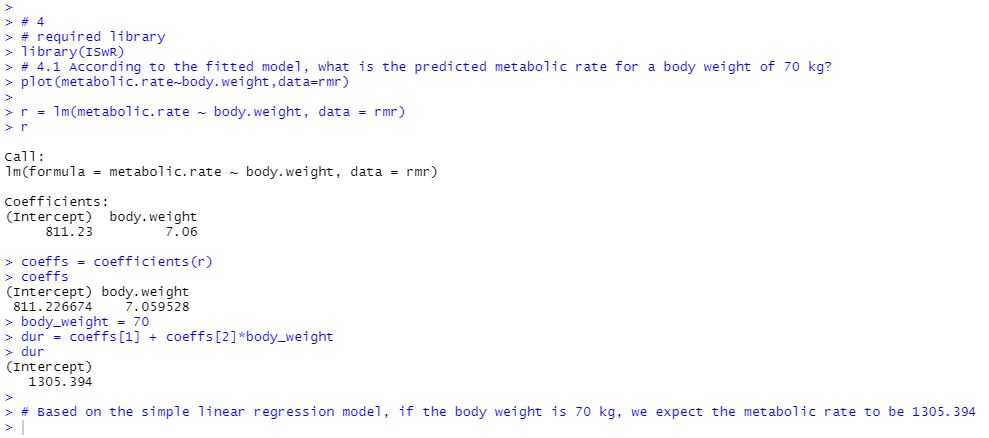 >
> # 4
> # required library
> library(ISwR)
> # 4.1 According to the fitted model, what is the predicted metabolic rate for a body weight of 70 kg?
> plot(metabolic.rate~body.weight,data=rmr)
>
> r = lm(metabolic.rate ~ body.weight, data = rmr)
> r
Call:
lm(formula = metabolic.rate ~ body.weight, data = rmr)
Coefficients:
(Intercept)  body.weight
     811.23         7.06
> coeffs = coefficients(r)
> coeffs
(Intercept) body.weight
 811.226674    7.059528
> body_weight = 70
> dur = coeffs[1] + coeffs[2]*body_weight
> dur
(Intercept)
   1305.394
>
> # Based on the simple linear regression model, if the body weight is 70 kg, we expect the metabolic rate to be 1305.394
>